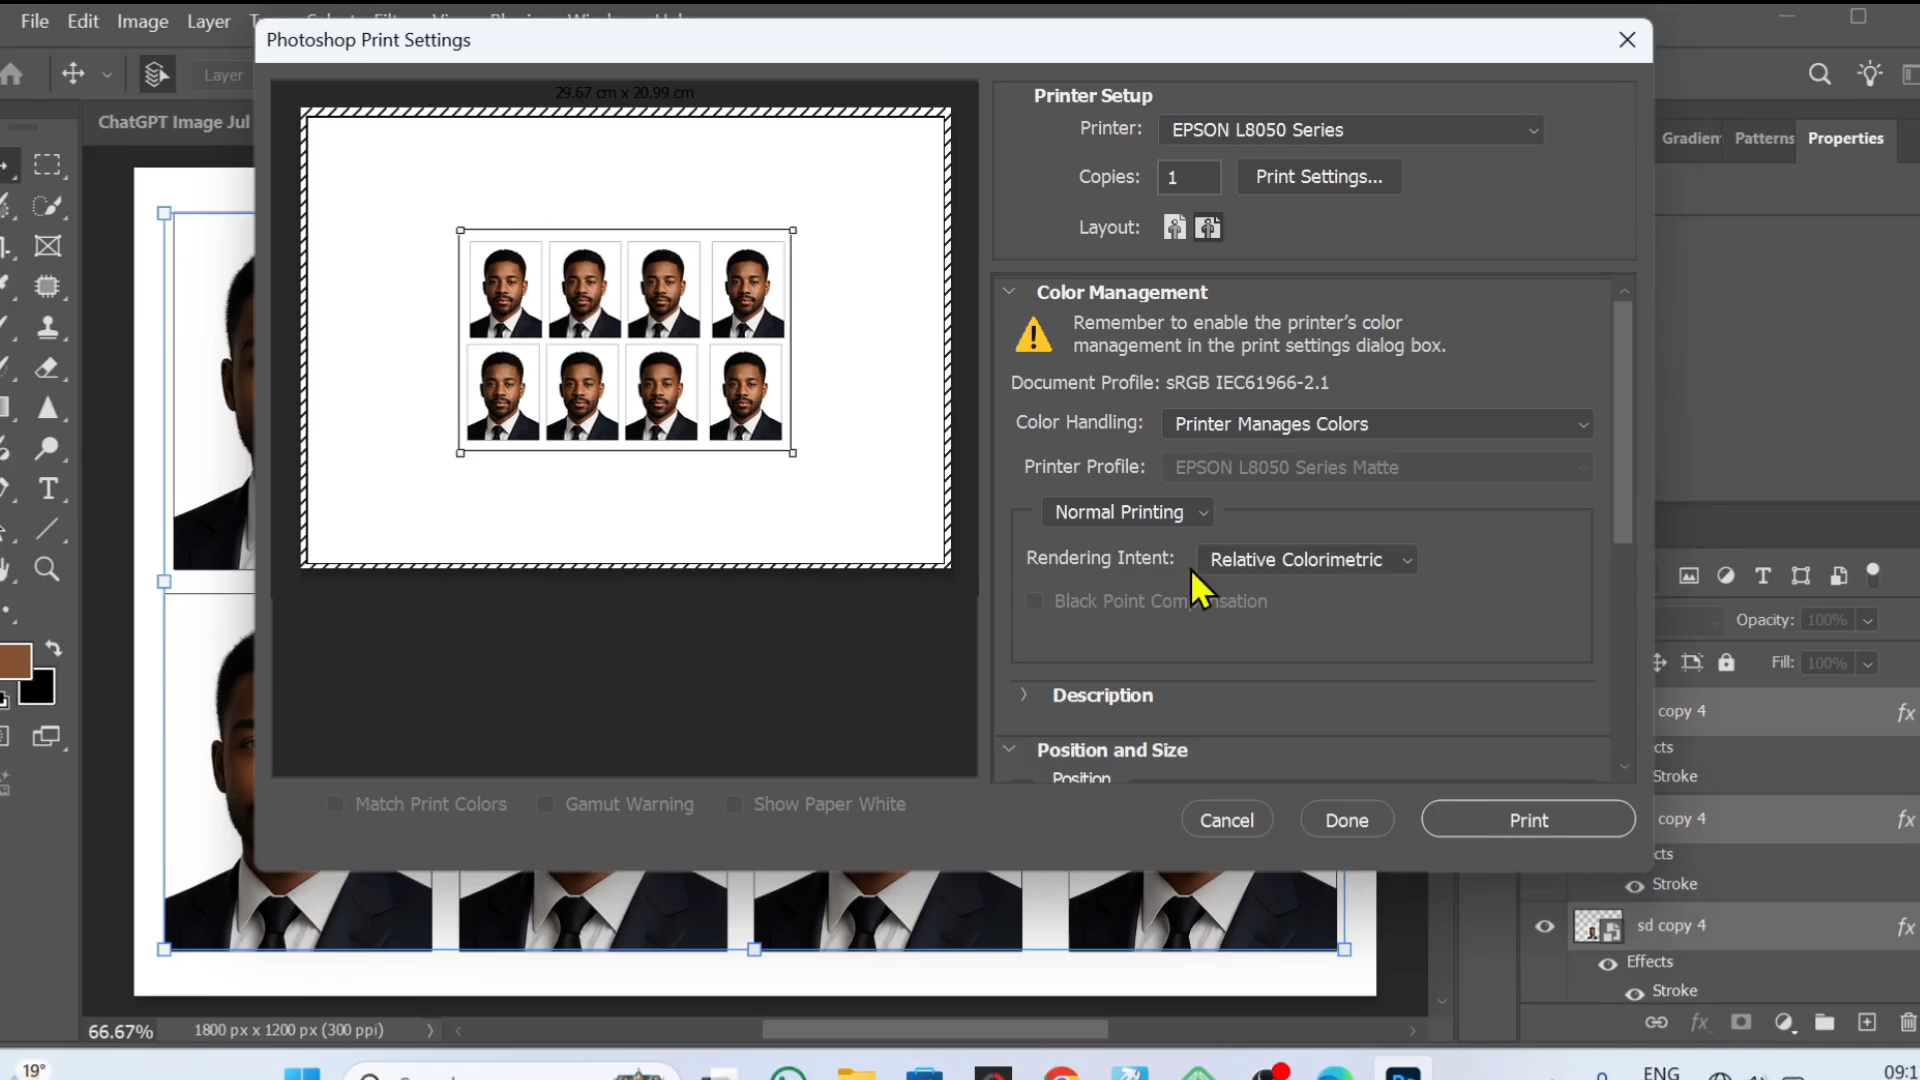 File Edit Image Layer
Photoshop Print Settings
Layer
29.67 cm x 20.99 cm
Printer Setup
Printer: EPSON L8050 Series
Copies: 1 Print Settings...
Layout:
ChatGPT Image Jul
Patterns Properties
Color Management
Remember to enable the printer's color
management in the print settings dialog box.
Document Profile: sRGB IEC61966-2.1
Color Handling: Printer Manages Colors
Printer Profile: EPSON L8050 Series Matte
Normal Printing
Rendering Intent: Relative Colorimetric
Black Point
Description
Position and Size
Position
Match Print Colors Gamut Warning Show Paper White
Cancel Done Print
Opacity: 100%
Fill: 100%
copy 4 fx
Stroke
copy 4 fx
Stroke
sd copy 4 fx
Effects
Stroke
66.67% 1800 px x 1200 px (300 ppi)
19°
ENG